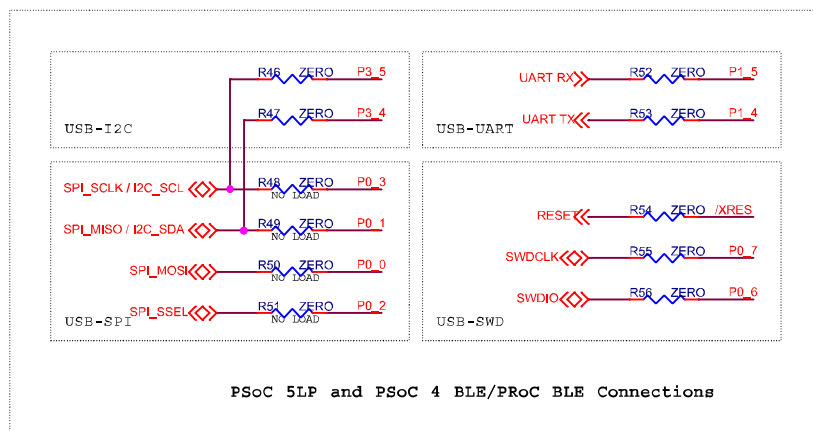 R46 ZERO P3_5
R47 ZERO P3_4
USB-I2C
UART RX R52 ZERO P1_5
UART TX R53 ZERO P1_4
USB-UART
SPI_SCLK / I2C_SCL R48 ZERO P0_3
NO LOAD
SPI_MISO / I2C_SDA R49 ZERO P0_1
NO LOAD
SPI_MOSI R50 ZERO P0_0
NO LOAD
SPI_SSEL R51 ZERO P0_2
NO LOAD
USB-SPI
RESET R54 ZERO /XRES
SWDCLK R55 ZERO P0_7
SWDIO R56 ZERO P0_6
USB-SWD
PSoC 5LP and PSoC 4 BLE/PRoC BLE Connections